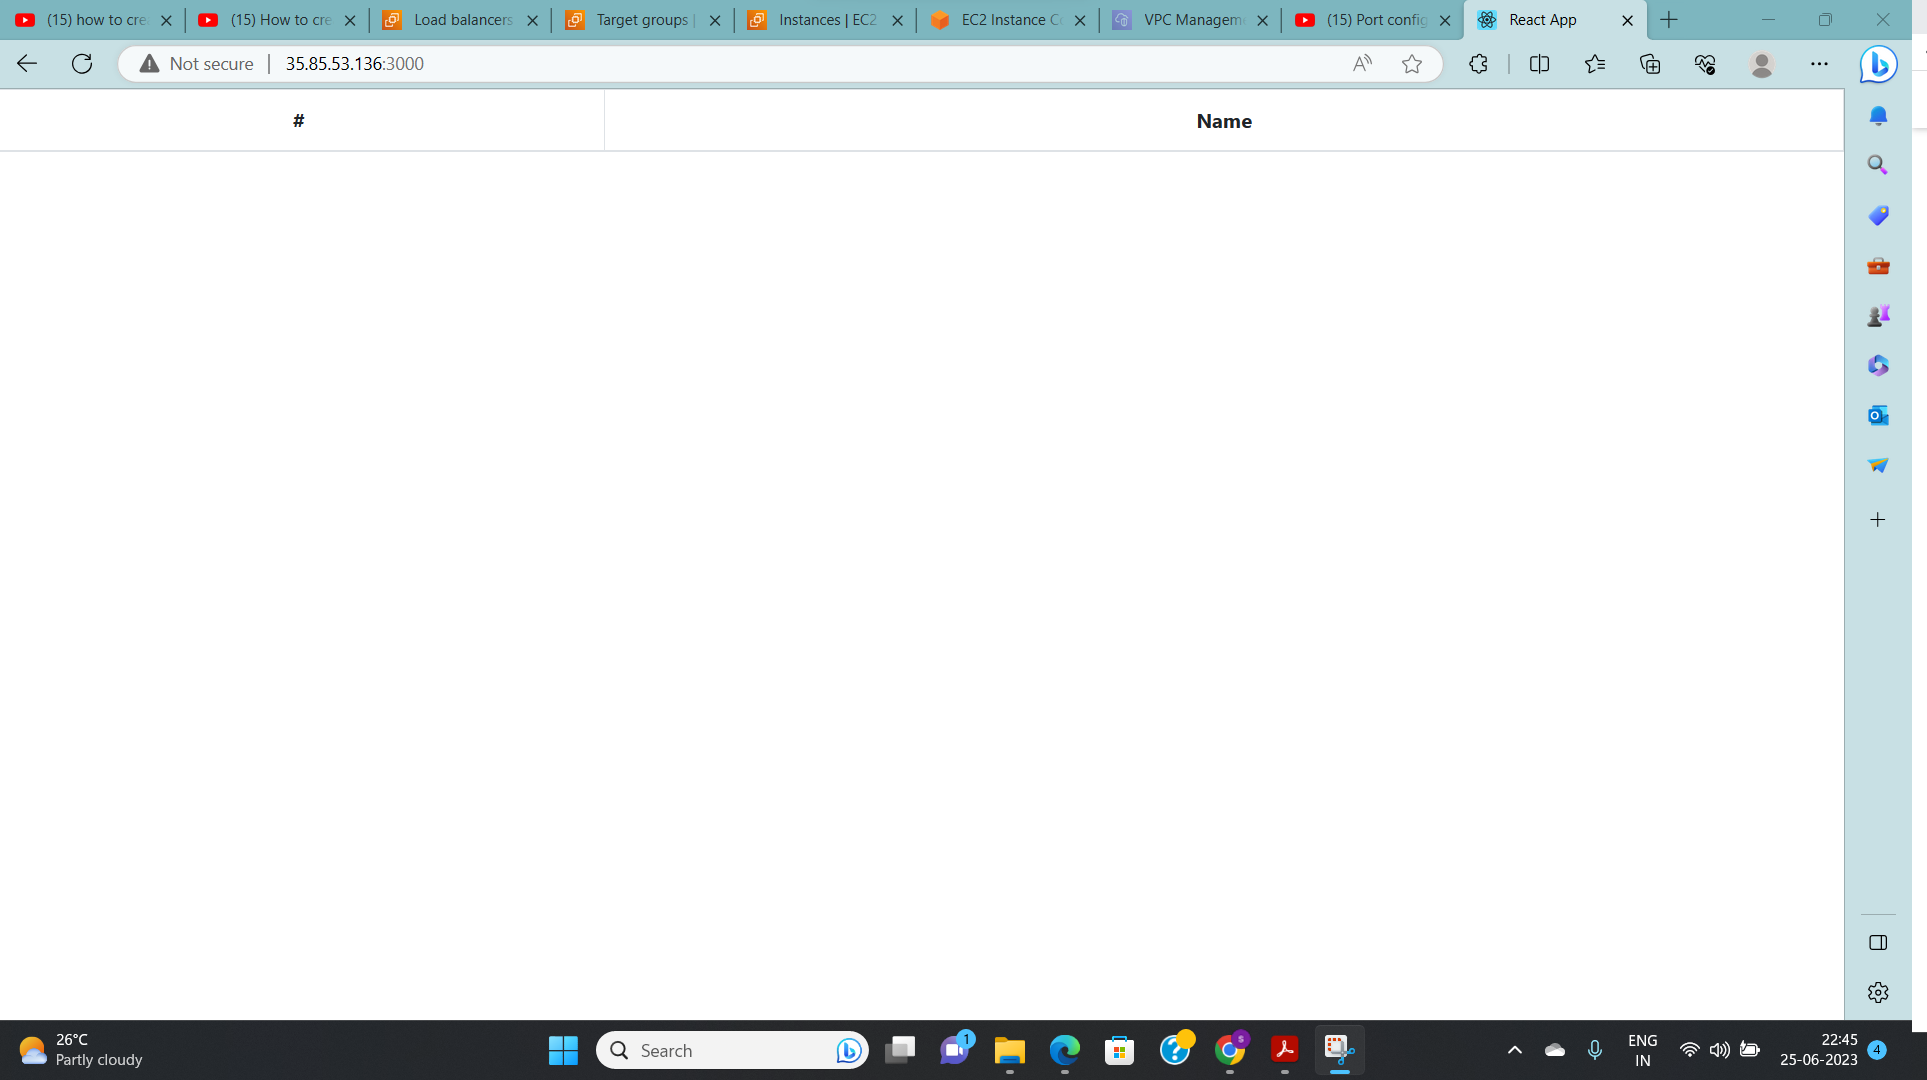 (15) how to cre
(15) How to cre
Load balancers
Target groups |
Instances | EC2
EC2 Instance Co
VPC Managem
(15) Port config
React App
Not secure
35.85.53.136:3000
# Name
26°C
Partly cloudy
Search
1
S
ENG
IN
22:45
25-06-2023
4